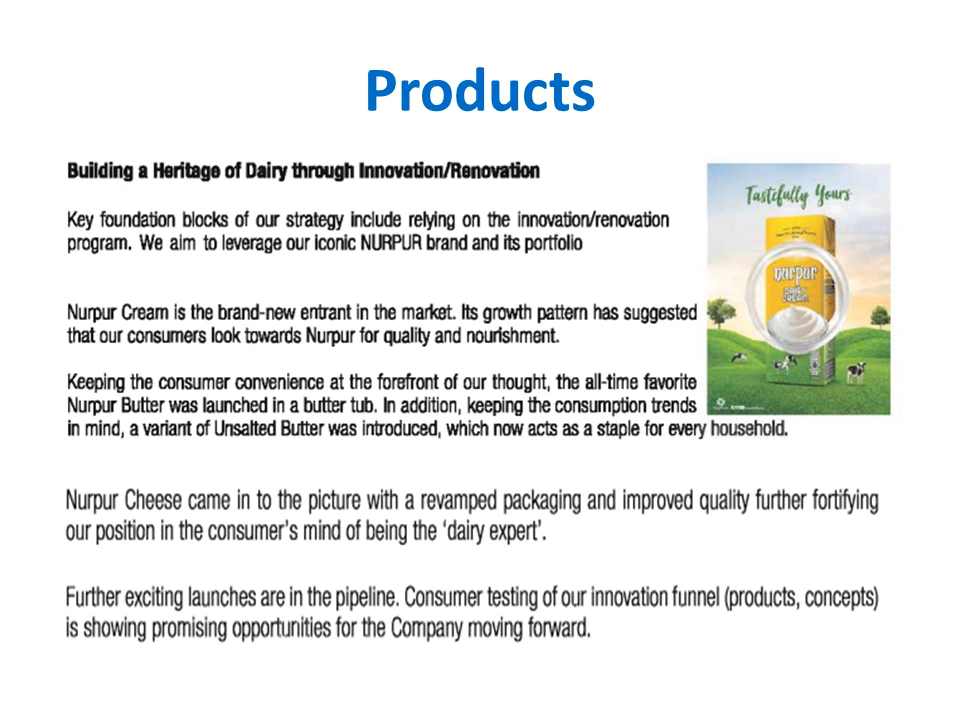 Products
Building a Heritage of Dairy through Innovation/Renovation
Key foundation blocks of our strategy include relying on the innovation/renovation
program. We aim to leverage our iconic NURPUR brand and its portfolio
Tastefully Yours
nurpur
DAIRY
CREAM
Nurpur Cream is the brand-new entrant in the market. Its growth pattern has suggested
that our consumers look towards Nurpur for quality and nourishment.
Keeping the consumer convenience at the forefront of our thought, the all-time favorite
Nurpur Butter was launched in a butter tub. In addition, keeping the consumption trends
in mind, a variant of Unsalted Butter was introduced, which now acts as a staple for every household.
Nurpur Cheese came in to the picture with a revamped packaging and improved quality further fortifying
our position in the consumer's mind of being the ‘dairy expert’.
Further exciting launches are in the pipeline. Consumer testing of our innovation funnel (products, concepts)
is showing promising opportunities for the Company moving forward.